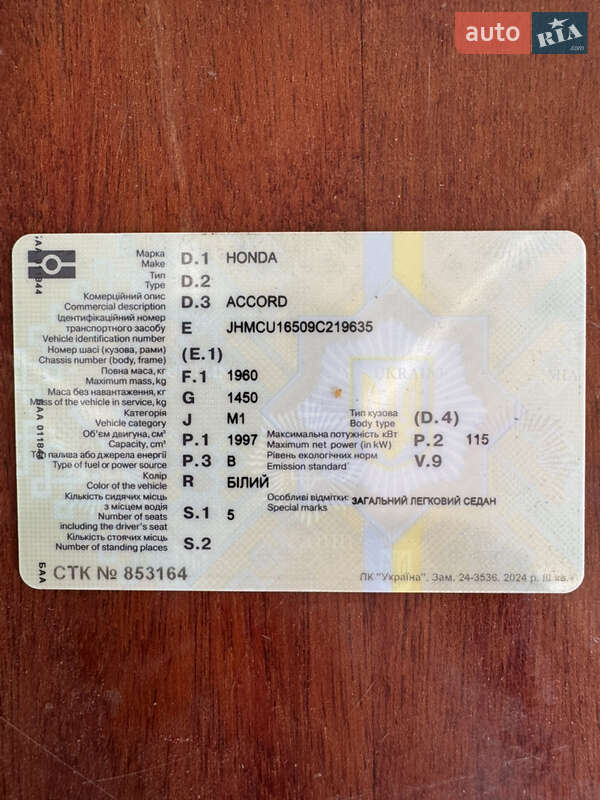 auto RIA .com
Марка
Make D.1 HONDA
Тип
Type D.2
Комерційний опис
Commercial description D.3 ACCORD
Ідентифікаційний номер
транспортного засобу E JHMCU16509C219635
Vehicle identification number
Номер шасі (кузова, рами)
Chassis number (body, frame) (E.1)
Повна маса, кг
Maximum mass, kg F.1 1960
Маса без навантаження, кг
Mass of the vehicle in service, kg G 1450
Категорія
Vehicle category J M1 Тип кузова
Body type (D.4)
Об'єм двигуна, см³
Capacity, cm³ P.1 1997 Максимальна потужність кВт
Maximum net power (in kW) P.2 115
палива або джерела енергії
Type of fuel or power source P.3 B Рівень екологічних норм
Emission standard V.9
Колір
Color of the vehicle R БІЛИЙ
Кількість сидячих місць
з місцем водія
Number of seats S.1 5 Особливі відмітки: ЗАГАЛЬНИЙ ЛЕГКОВИЙ СЕДАН
Special marks
including the driver's seat
Кількість стоячих місць
Number of standing places S.2
СТК № 853164
ПК "Україна". Зам. 24-3536. 2024 р. III кв.
UKRAINE